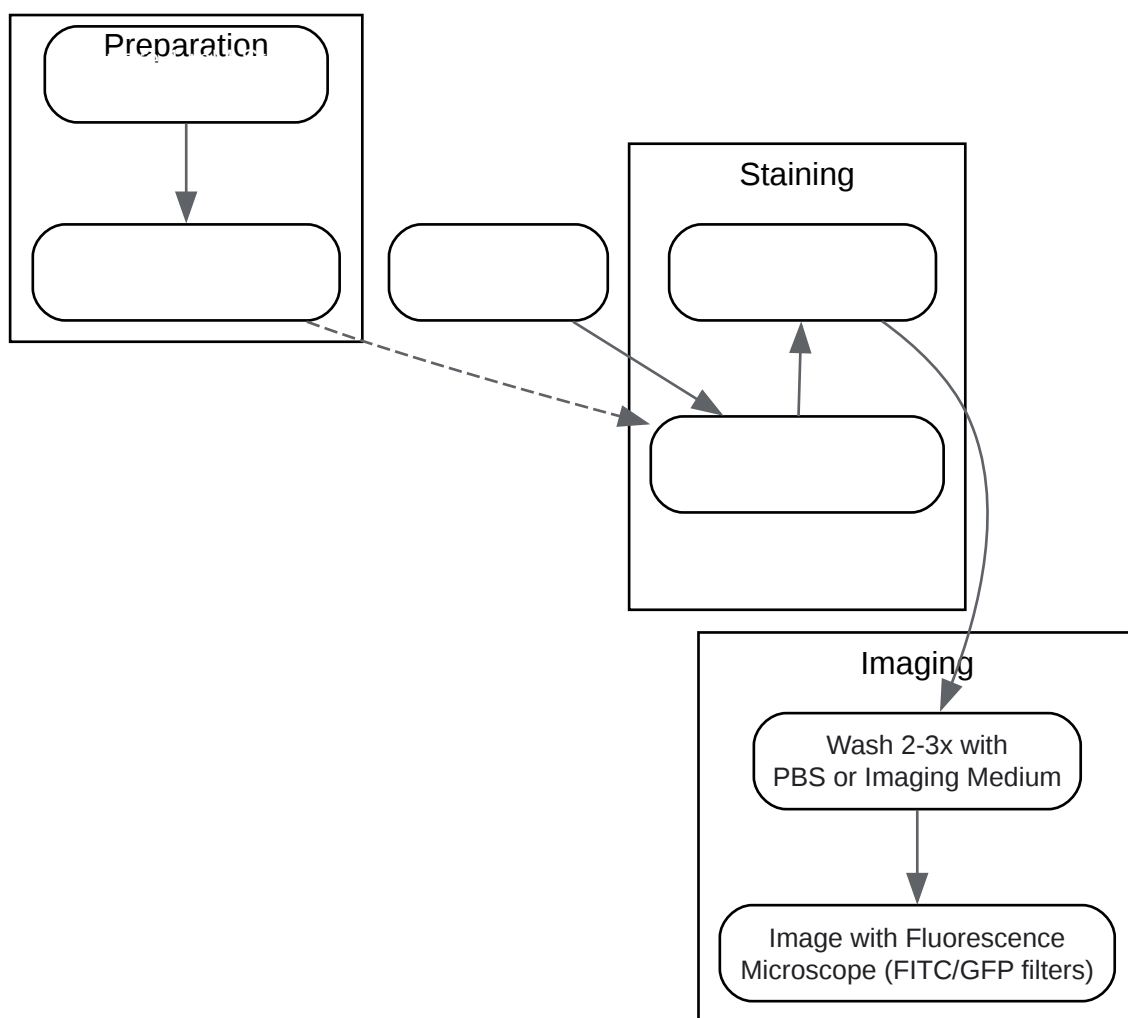 Preparation
Staining
Imaging
Wash 2-3x with
PBS or Imaging Medium
Image with Fluorescence
Microscope (FITC/GFP filters)